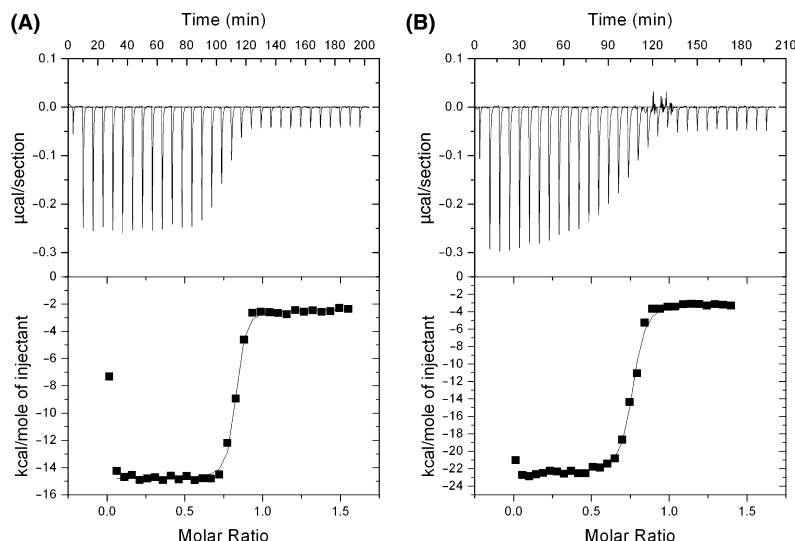 (A)
Time (min)
0 20 40 60 80 100 120 140 160 180 200
0.1
0.0
−0.1
−0.2
−0.3
µcal/section
0
−2
−4
−6
−8
−10
−12
−14
−16
kcal/mole of injectant
0.0 0.5 1.0 1.5
Molar Ratio
(B)
Time (min)
0 30 60 90 120 150 180 210
0.1
0.0
−0.1
−0.2
−0.3
µcal/section
0
−2
−4
−6
−8
−10
−12
−14
−16
−18
−20
−22
−24
kcal/mole of injectant
0.0 0.5 1.0 1.5
Molar Ratio